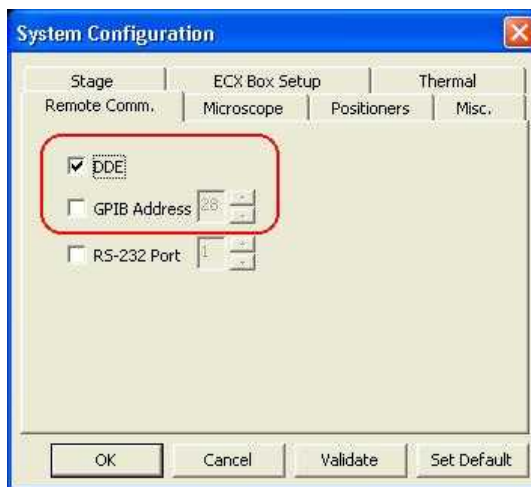 System Configuration
Stage ECX Box Setup Thermal
Remote Comm. Microscope Positioners Misc.
DDE
GPIB Address 28
RS-232 Port 1
OK Cancel Validate Set Default